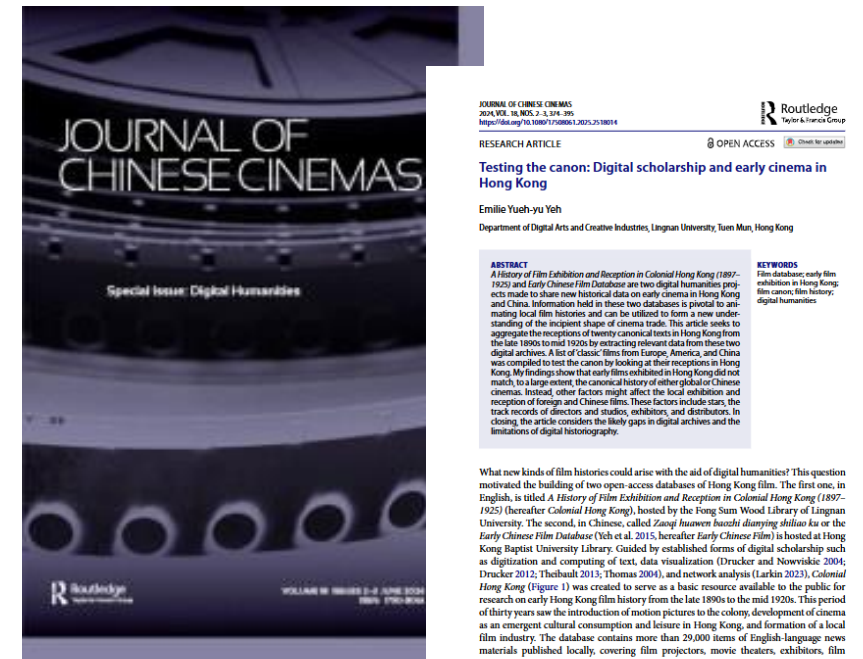 JOURNAL OF
CHINESE CINEMAS
Special Issue: Digital Humanities
Routledge
Taylor & Francis Group
JOURNAL OF CHINESE CINEMAS
2024, VOL. 18, NOS. 2–3, 374–395
https://doi.org/10.1080/17508061.2025.2518014
Routledge
Taylor & Francis Group
RESEARCH ARTICLE
OPEN ACCESS
Check for updates
Testing the canon: Digital scholarship and early cinema in
Hong Kong
Emilie Yueh-yu Yeh
Department of Digital Arts and Creative Industries, Lingnan University, Tuen Mun, Hong Kong
ABSTRACT
A History of Film Exhibition and Reception in Colonial Hong Kong (1897–
1925) and Early Chinese Film Database are two digital humanities proj-
ects made to share new historical data on early cinema in Hong Kong
and China. Information held in these two databases is pivotal to ani-
mating local film histories and can be utilized to form a new under-
standing of the incipient shape of cinema trade. This article seeks to
aggregate the receptions of twenty canonical texts in Hong Kong from
the late 1890s to mid 1920s by extracting relevant data from these two
digital archives. A list of 'classic' films from Europe, America, and China
was compiled to test the canon by looking at their receptions in Hong
Kong. My findings show that early films exhibited in Hong Kong did not
match, to a large extent, the canonical history of either global or Chinese
cinemas. Instead, other factors might affect the local exhibition and
reception of foreign and Chinese films. These factors include stars, the
track records of directors and studios, exhibitors, and distributors. In
closing, the article considers the likely gaps in digital archives and the
limitations of digital historiography.
KEYWORDS
Film database; early film
exhibition in Hong Kong;
film canon; film history;
digital humanities
What new kinds of film histories could arise with the aid of digital humanities? This question
motivated the building of two open-access databases of Hong Kong film. The first one, in
English, is titled A History of Film Exhibition and Reception in Colonial Hong Kong (1897–
1925) (hereafter Colonial Hong Kong), hosted by the Fong Sum Wood Library of Lingnan
University. The second, in Chinese, called Zaoqi huawen baozhi dianying shiliao ku or the
Early Chinese Film Database (Yeh et al. 2015, hereafter Early Chinese Film) is hosted at Hong
Kong Baptist University Library. Guided by established forms of digital scholarship such
as digitization and computing of text, data visualization (Drucker and Nowviskie 2004;
Drucker 2012; Theibault 2013; Thomas 2004), and network analysis (Larkin 2023), Colonial
Hong Kong (Figure 1) was created to serve as a basic resource available to the public for
research on early Hong Kong film history from the late 1890s to the mid 1920s. This period
of thirty years saw the introduction of motion pictures to the colony, development of cinema
as an emergent cultural consumption and leisure in Hong Kong, and formation of a local
film industry. The database contains more than 29,000 items of English-language news
materials published locally, covering film projectors, movie theaters, exhibitors, film